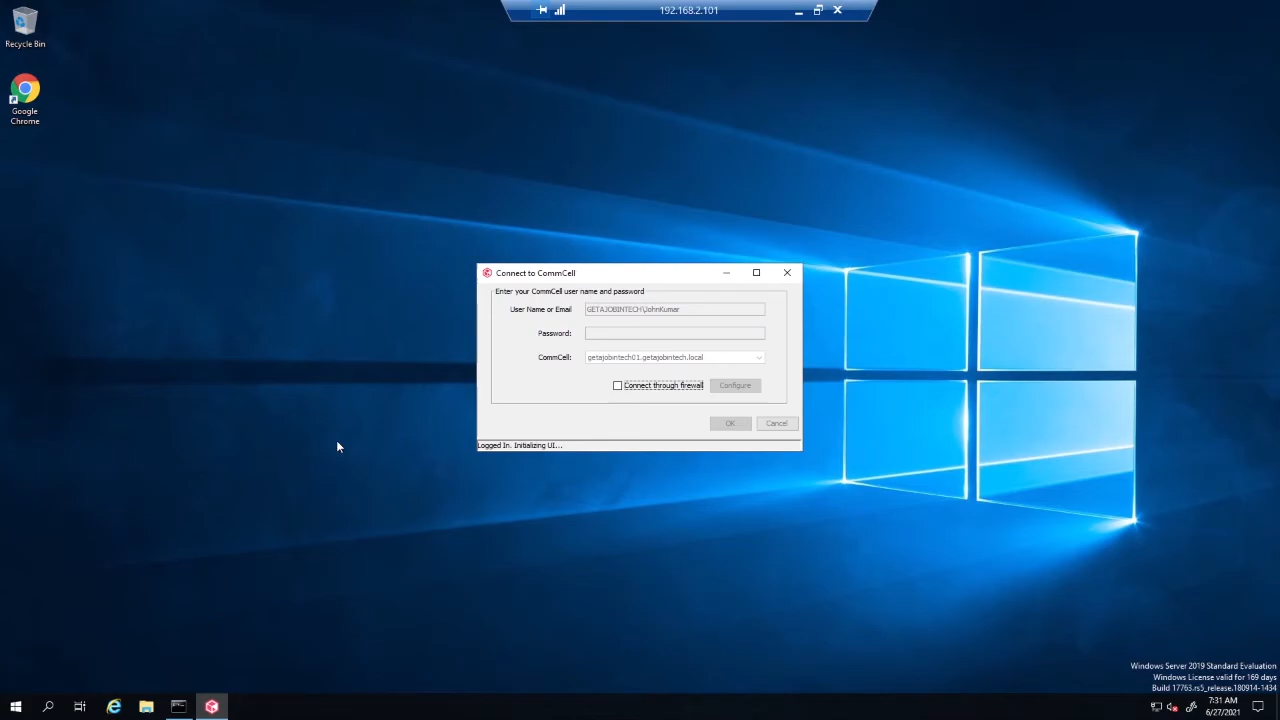 192.168.2.101
Recycle Bin
Google
Chrome
Connect to CommCell
Enter your CommCell user name and password
User Name or Email
GETAJOBINTECH\JohnKumar
Password:
CommCell:
getajobintech01.getajobintech.local
Connect through firewall
Configure
OK
Cancel
Logged In. Initializing UI...
Windows Server 2019 Standard Evaluation
Windows License valid for 169 days
Build 17763.rs5_release.180914-1434
7:31 AM
6/27/2021